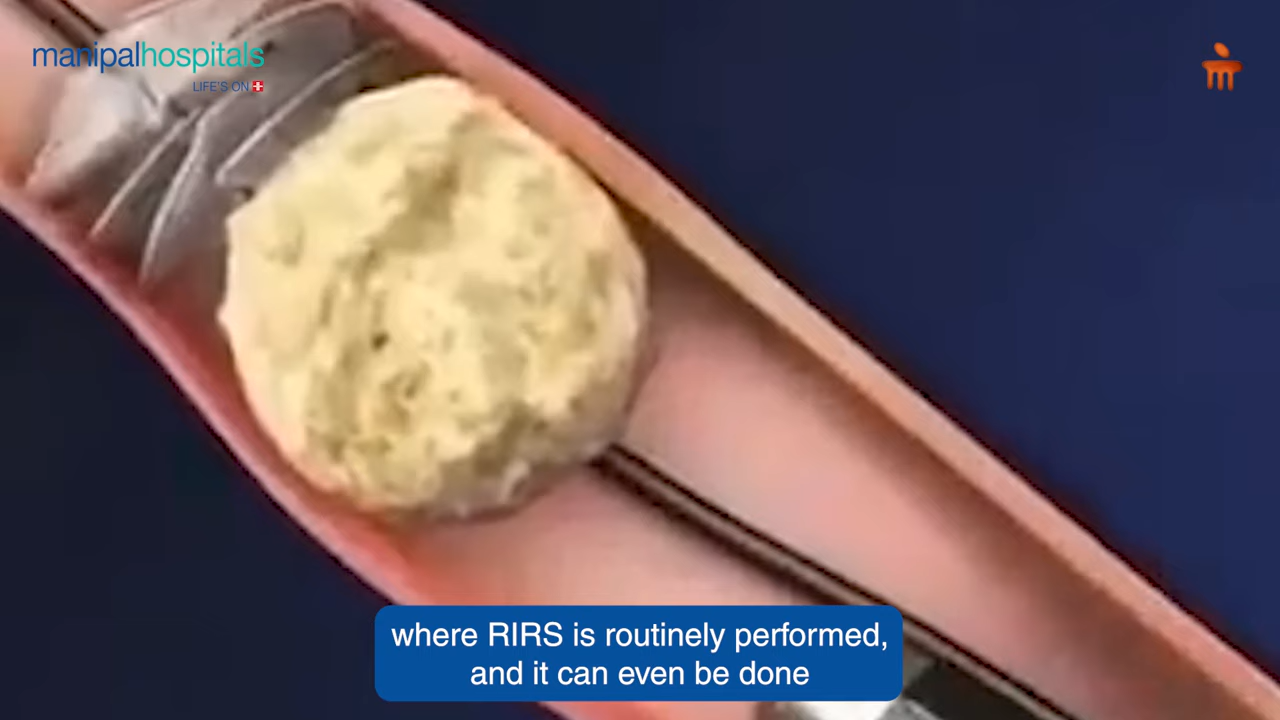 manipalhospitals
LIFE'S ON
where RIRS is routinely performed,
and it can even be done